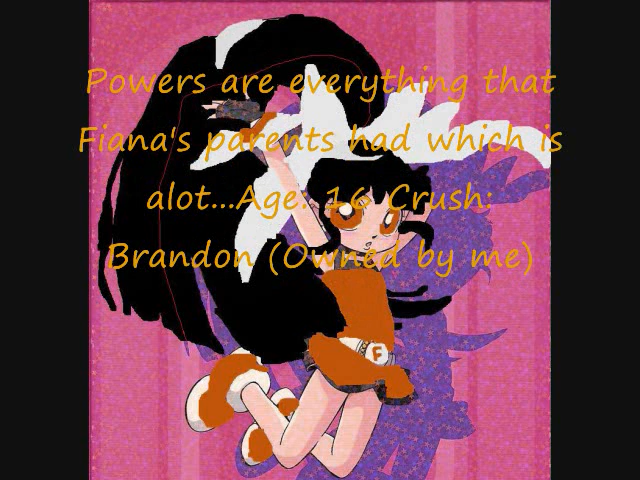 Powers are everything that
Fiana's parents had which is
alot...Age: 16 Crush:
Brandon (Owned by me)
F